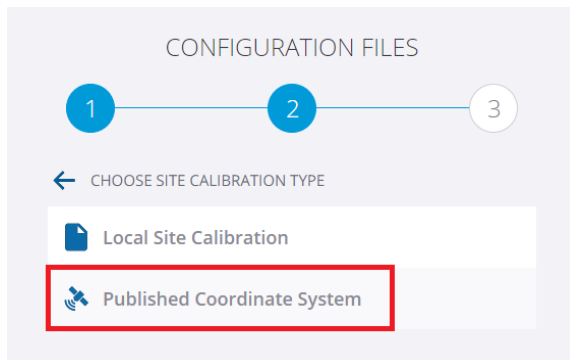 CONFIGURATION FILES
1 2 3
CHOOSE SITE CALIBRATION TYPE
Local Site Calibration
Published Coordinate System